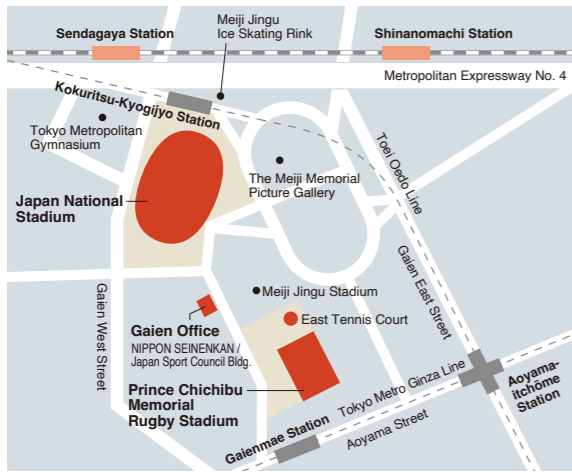 Sendagaya Station
Meiji Jingu
Ice Skating Rink
Shinanomachi Station
Metropolitan Expressway No. 4
Kokuritsu-Kyogijyo Station
Tokyo Metropolitan
Gymnasium
The Meiji Memorial
Picture Gallery
Toei Oedo Line
Japan National
Stadium
Gaien East Street
Gaien West Street
Meiji Jingu Stadium
East Tennis Court
Gaien Office
NIPPON SEINENKAN /
Japan Sport Council Bldg.
Prince Chichibu
Memorial
Rugby Stadium
Tokyo Metro Ginza Line
Aoyama-
itchōme
Station
Gaienmae Station
Aoyama Street